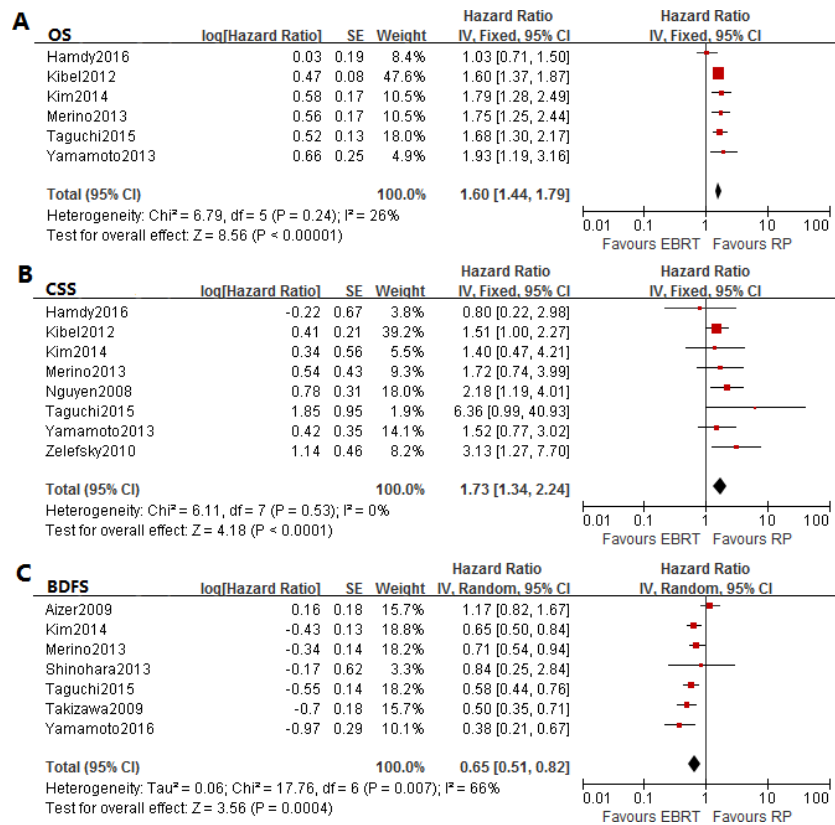 A
OS
Hazard Ratio Hazard Ratio
log[Hazard Ratio] SE Weight IV, Fixed, 95% CI IV, Fixed, 95% CI
Hamdy2016 0.03 0.19 8.4% 1.03 [0.71, 1.50]
Kibel2012 0.47 0.08 47.6% 1.60 [1.37, 1.87]
Kim2014 0.58 0.17 10.5% 1.79 [1.28, 2.49]
Merino2013 0.56 0.17 10.5% 1.75 [1.25, 2.44]
Taguchi2015 0.52 0.13 18.0% 1.68 [1.30, 2.17]
Yamamoto2013 0.66 0.25 4.9% 1.93 [1.19, 3.16]
Total (95% CI) 100.0% 1.60 [1.44, 1.79]
Heterogeneity: Chi² = 6.79, df = 5 (P = 0.24); I² = 26%
Test for overall effect: Z = 8.56 (P < 0.00001)
0.01 0.1 1 10 100
Favours EBRT Favours RP
B
CSS
Hazard Ratio Hazard Ratio
log[Hazard Ratio] SE Weight IV, Fixed, 95% CI IV, Fixed, 95% CI
Hamdy2016 -0.22 0.67 3.8% 0.80 [0.22, 2.98]
Kibel2012 0.41 0.21 39.2% 1.51 [1.00, 2.27]
Kim2014 0.34 0.56 5.5% 1.40 [0.47, 4.21]
Merino2013 0.54 0.43 9.3% 1.72 [0.74, 3.99]
Nguyen2008 0.78 0.31 18.0% 2.18 [1.19, 4.01]
Taguchi2015 1.85 0.95 1.9% 6.36 [0.99, 40.93]
Yamamoto2013 0.42 0.35 14.1% 1.52 [0.77, 3.02]
Zelefsky2010 1.14 0.46 8.2% 3.13 [1.27, 7.70]
Total (95% CI) 100.0% 1.73 [1.34, 2.24]
Heterogeneity: Chi² = 6.11, df = 7 (P = 0.53); I² = 0%
Test for overall effect: Z = 4.18 (P < 0.0001)
0.01 0.1 1 10 100
Favours EBRT Favours RP
C
BDFS
Hazard Ratio Hazard Ratio
log[Hazard Ratio] SE Weight IV, Random, 95% CI IV, Random, 95% CI
Aizer2009 0.16 0.18 15.7% 1.17 [0.82, 1.67]
Kim2014 -0.43 0.13 18.8% 0.65 [0.50, 0.84]
Merino2013 -0.34 0.14 18.2% 0.71 [0.54, 0.94]
Shinohara2013 -0.17 0.62 3.3% 0.84 [0.25, 2.84]
Taguchi2015 -0.55 0.14 18.2% 0.58 [0.44, 0.76]
Takizawa2009 -0.7 0.18 15.7% 0.50 [0.35, 0.71]
Yamamoto2016 -0.97 0.29 10.1% 0.38 [0.21, 0.67]
Total (95% CI) 100.0% 0.65 [0.51, 0.82]
Heterogeneity: Tau² = 0.06; Chi² = 17.76, df = 6 (P = 0.007); I² = 66%
Test for overall effect: Z = 3.56 (P = 0.0004)
0.01 0.1 1 10 100
Favours EBRT Favours RP